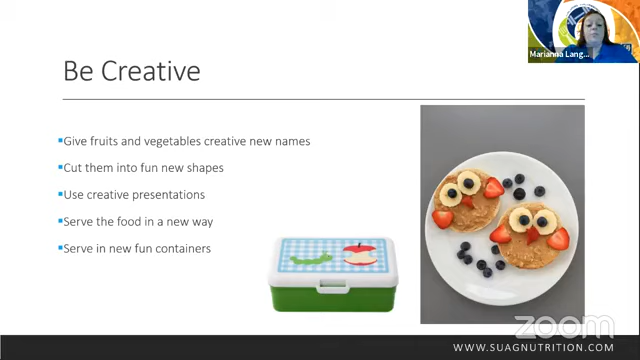 Marianna Lang...
Be Creative
Give fruits and vegetables creative new names
Cut them into fun new shapes
Use creative presentations
Serve the food in a new way
Serve in new fun containers
zoom
WWW.SUAGNUTRITION.COM